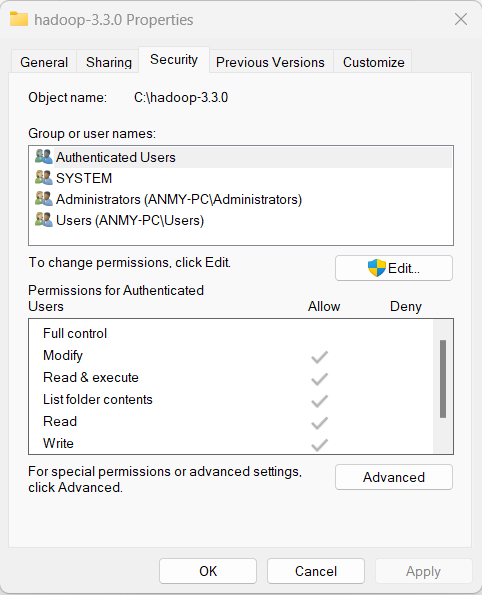 hadoop-3.3.0 Properties
General Sharing Security Previous Versions Customize
Object name: C:\hadoop-3.3.0
Group or user names:
Authenticated Users
SYSTEM
Administrators (ANMY-PC\Administrators)
Users (ANMY-PC\Users)
To change permissions, click Edit.
Edit...
Permissions for Authenticated
Users Allow Deny
Full control
Modify
Read & execute
List folder contents
Read
Write
For special permissions or advanced settings,
click Advanced.
Advanced
OK Cancel Apply